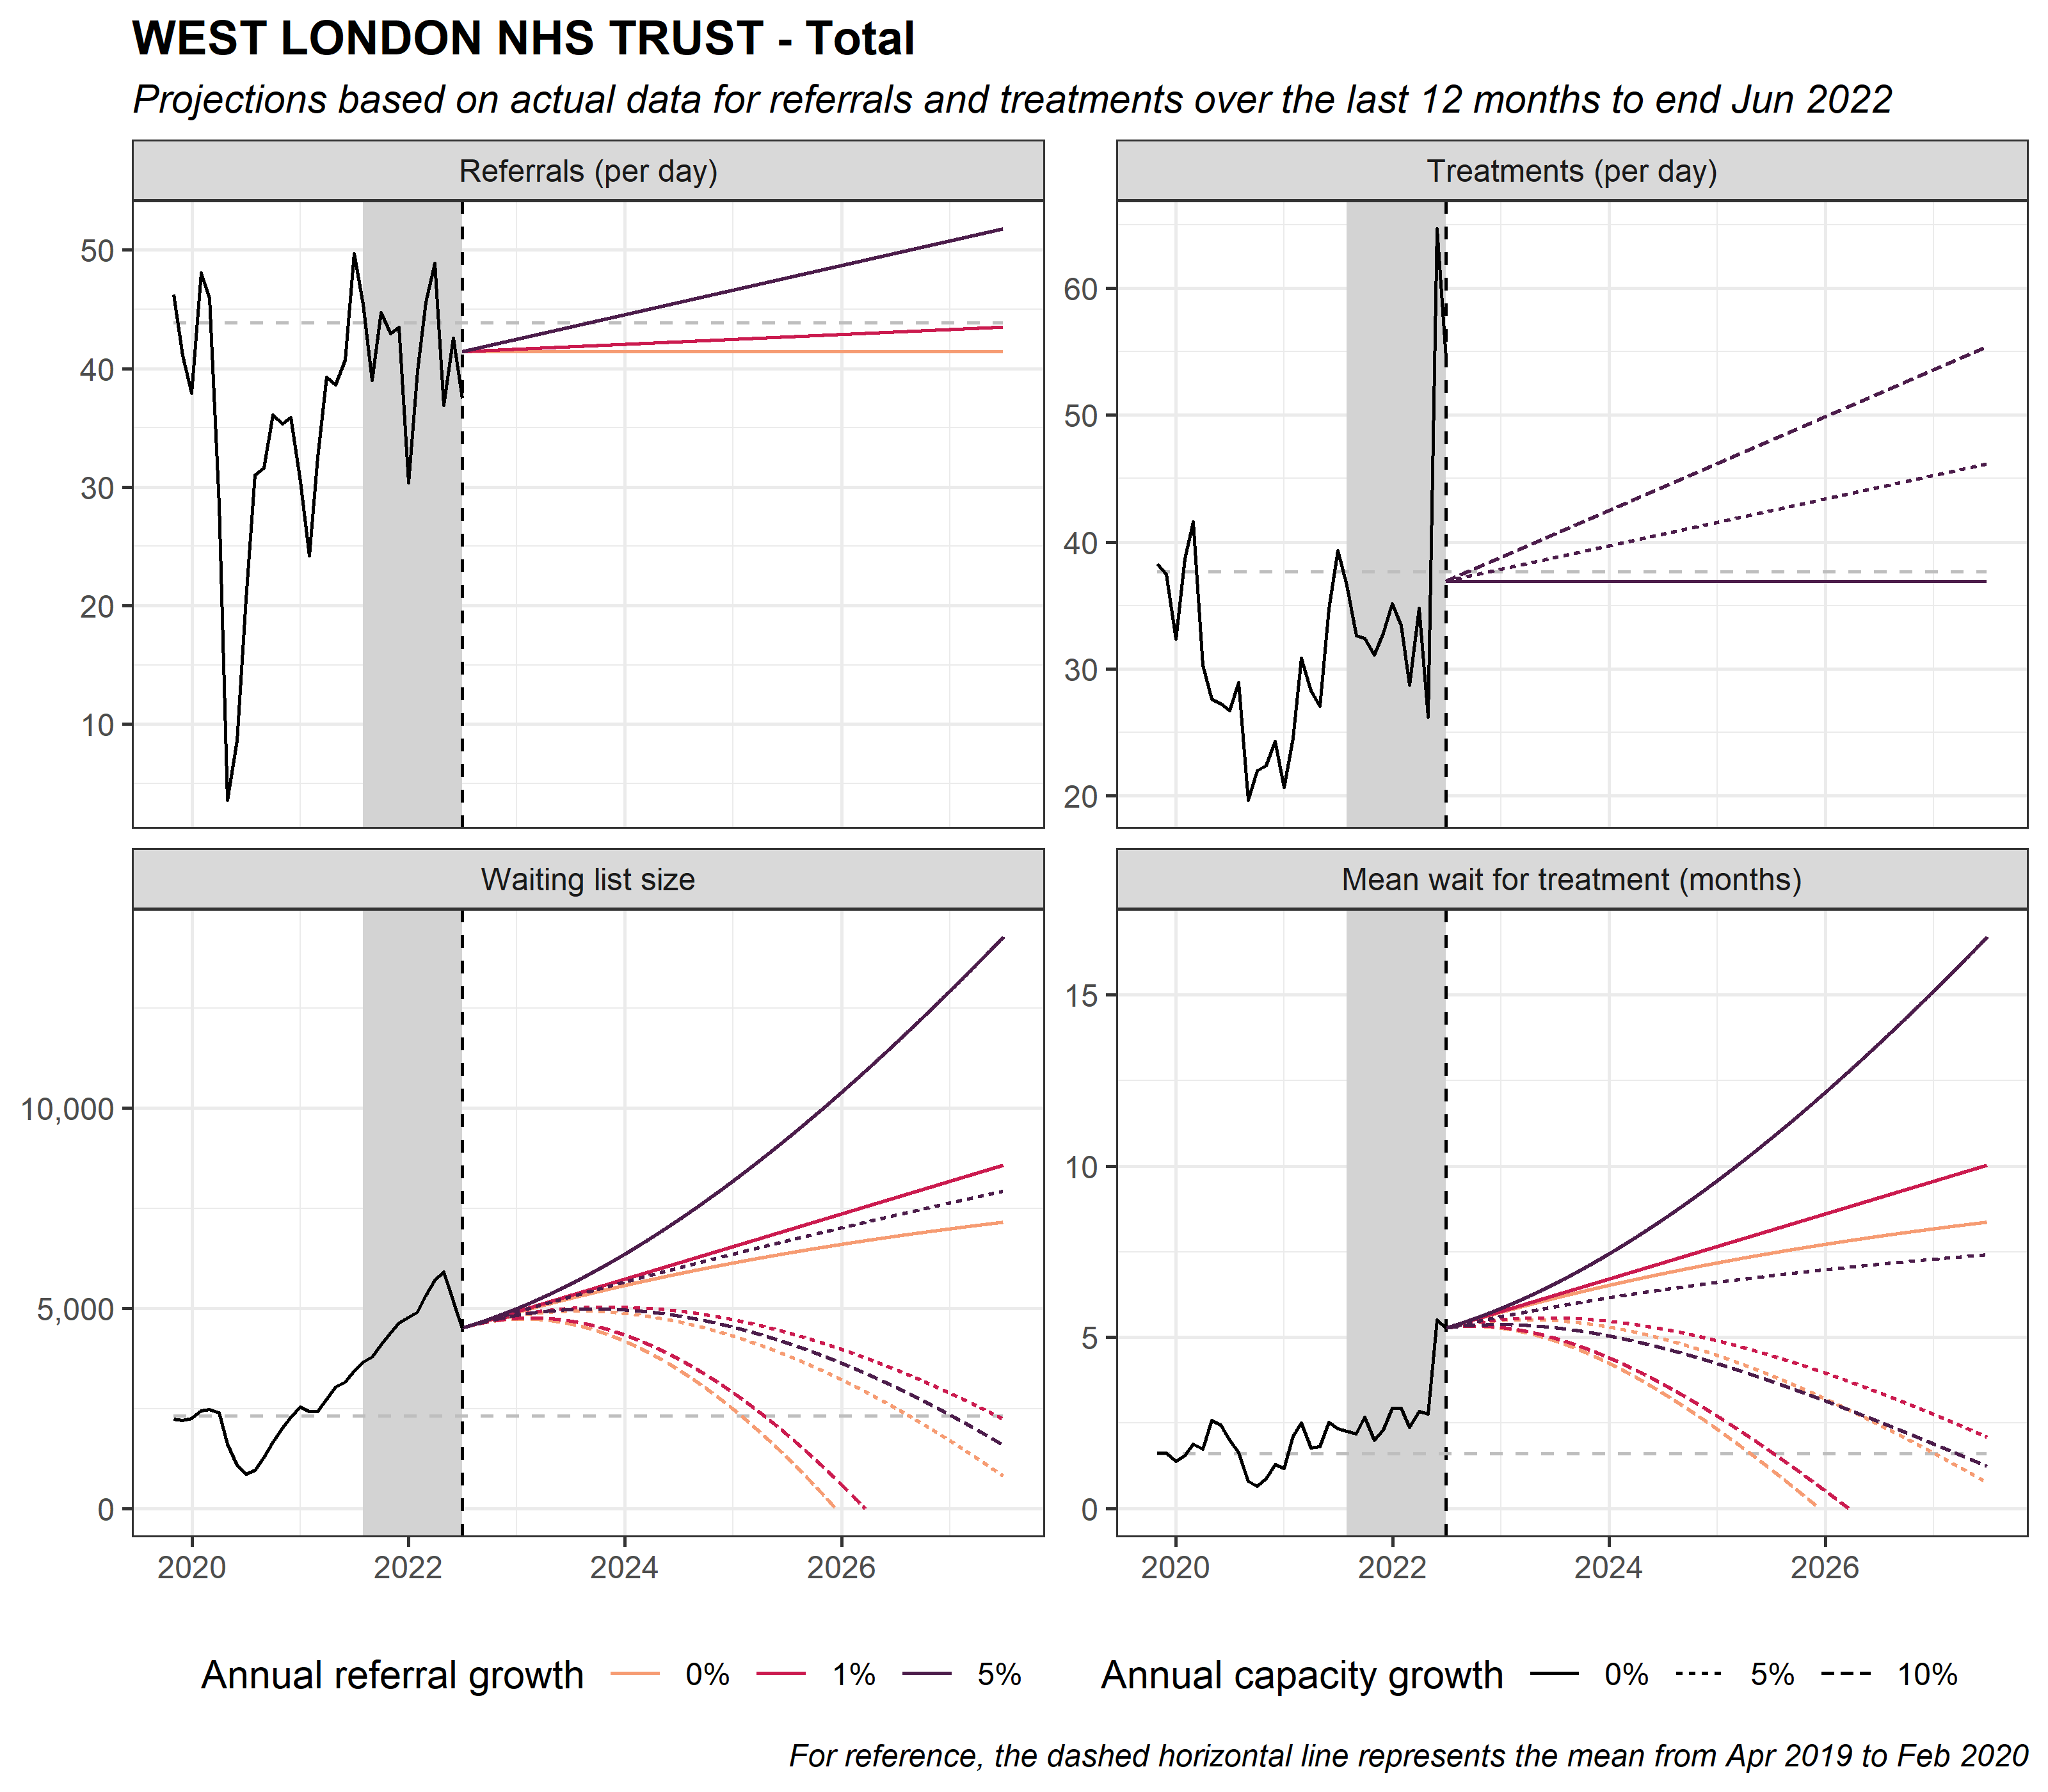 WEST LONDON NHS TRUST - Total
Projections based on actual data for referrals and treatments over the last 12 months to end Jun 2022
Referrals (per day)
50
40
30
20
10
Treatments (per day)
60
50
40
30
20
Waiting list size
10,000
5,000
0
2020 2022 2024 2026
Mean wait for treatment (months)
15
10
5
0
2020 2022 2024 2026
Annual referral growth 0% 1% 5%
Annual capacity growth 0% 5% 10%
For reference, the dashed horizontal line represents the mean from Apr 2019 to Feb 2020